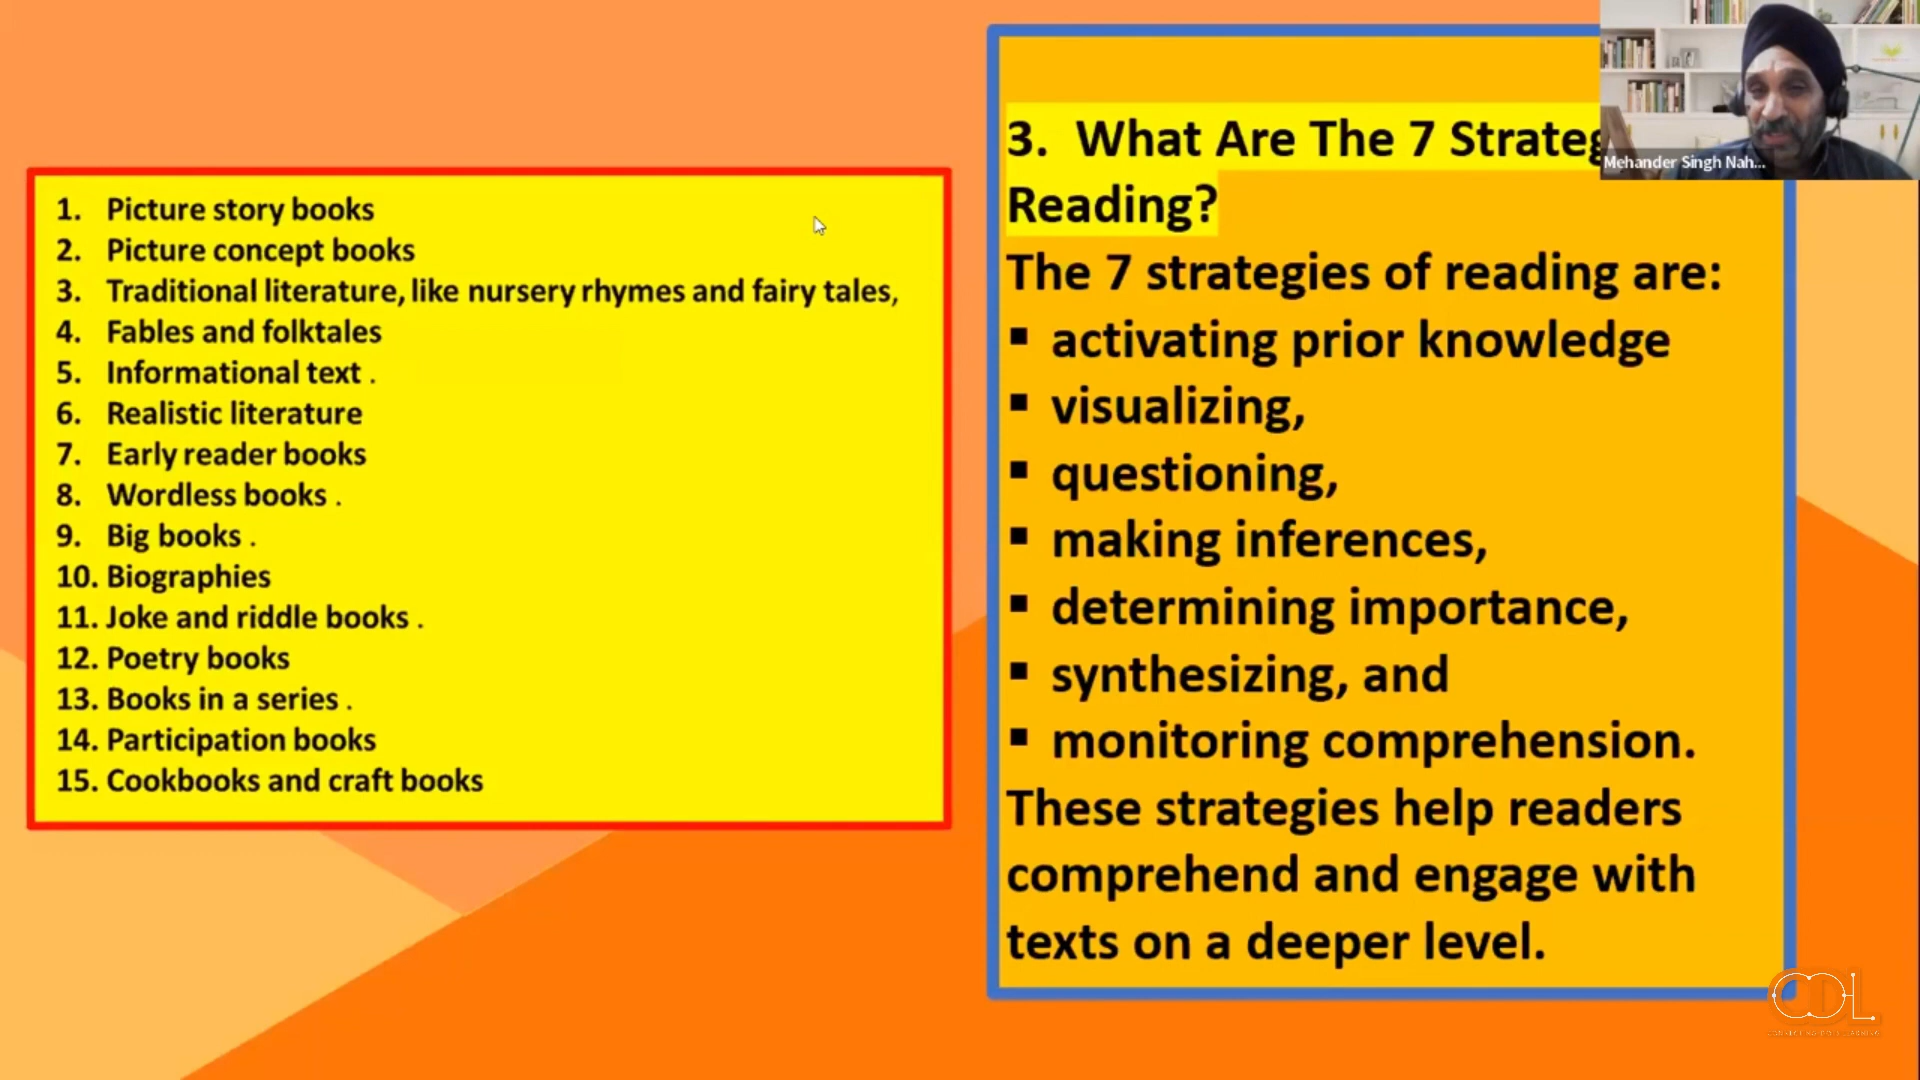 1. Picture story books
2. Picture concept books
3. Traditional literature, like nursery rhymes and fairy tales,
4. Fables and folktales
5. Informational text .
6. Realistic literature
7. Early reader books
8. Wordless books .
9. Big books .
10. Biographies
11. Joke and riddle books .
12. Poetry books
13. Books in a series .
14. Participation books
15. Cookbooks and craft books
3. What Are The 7 Strateg
Reading?
The 7 strategies of reading are:
▪ activating prior knowledge
▪ visualizing,
▪ questioning,
▪ making inferences,
▪ determining importance,
▪ synthesizing, and
▪ monitoring comprehension.
These strategies help readers
comprehend and engage with
texts on a deeper level.
Mehander Singh Nah...
CDL